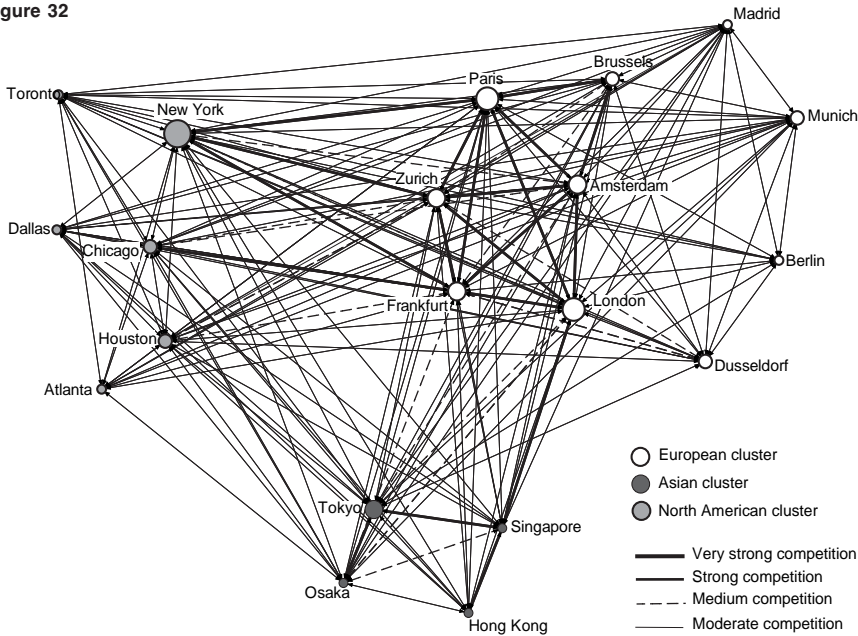 gure 32
Madrid
Brussels
Paris
Toronto
New York
Munich
Zurich
Amsterdam
Dallas
Chicago
Berlin
London
Frankfurt
Houston
Dusseldorf
Atlanta
European cluster
Asian cluster
Tokyo
North American cluster
Singapore
Very strong competition
Strong competition
Osaka
Medium competition
Hong Kong
Moderate competition